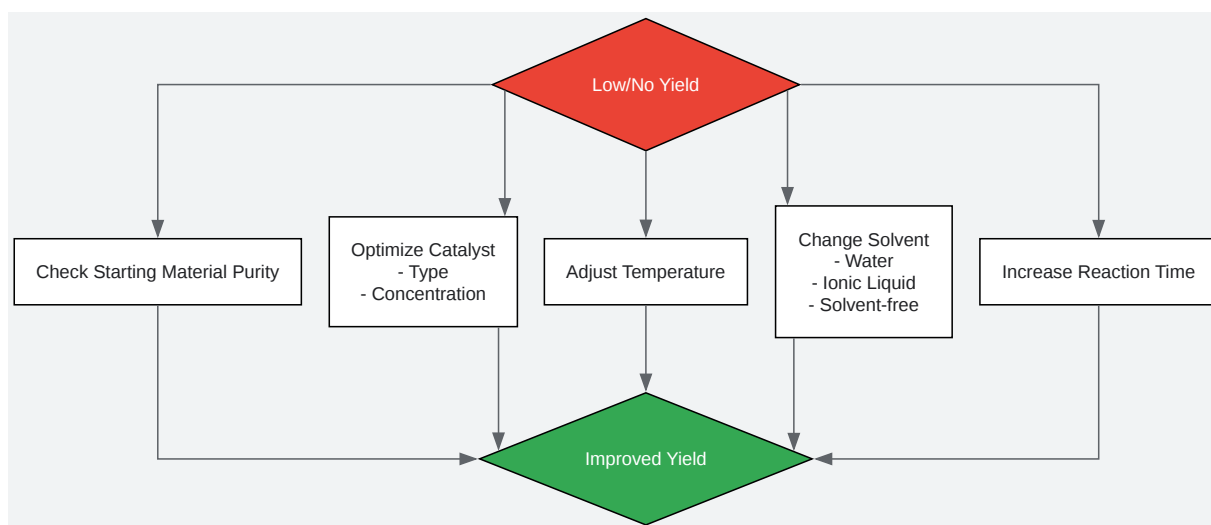 Low/No Yield
Check Starting Material Purity
Optimize Catalyst
- Type
- Concentration
Adjust Temperature
Change Solvent
- Water
- Ionic Liquid
- Solvent-free
Increase Reaction Time
Improved Yield